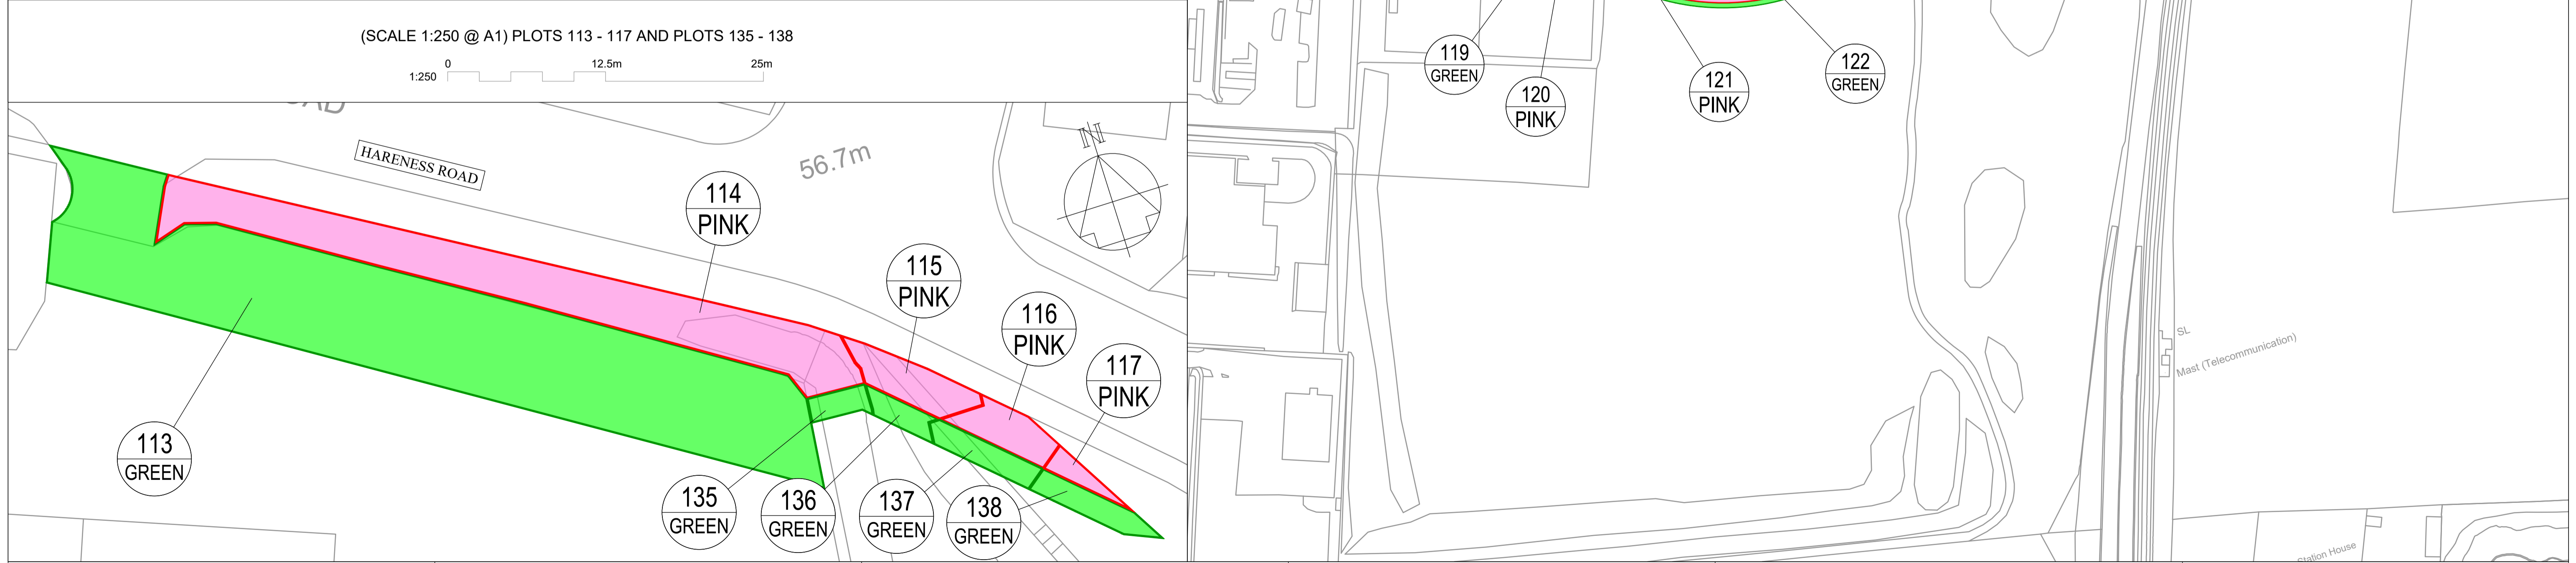 (SCALE 1:250 @ A1) PLOTS 113 - 117 AND PLOTS 135 - 138
0 12.5m 25m
1:250
HARENESS ROAD
56.7m
N
114
PINK
115
PINK
116
PINK
117
PINK
113
GREEN
135
GREEN
136
GREEN
137
GREEN
138
GREEN
119
GREEN
120
PINK
121
PINK
122
GREEN
SL
Mast (Telecommunication)
Station House